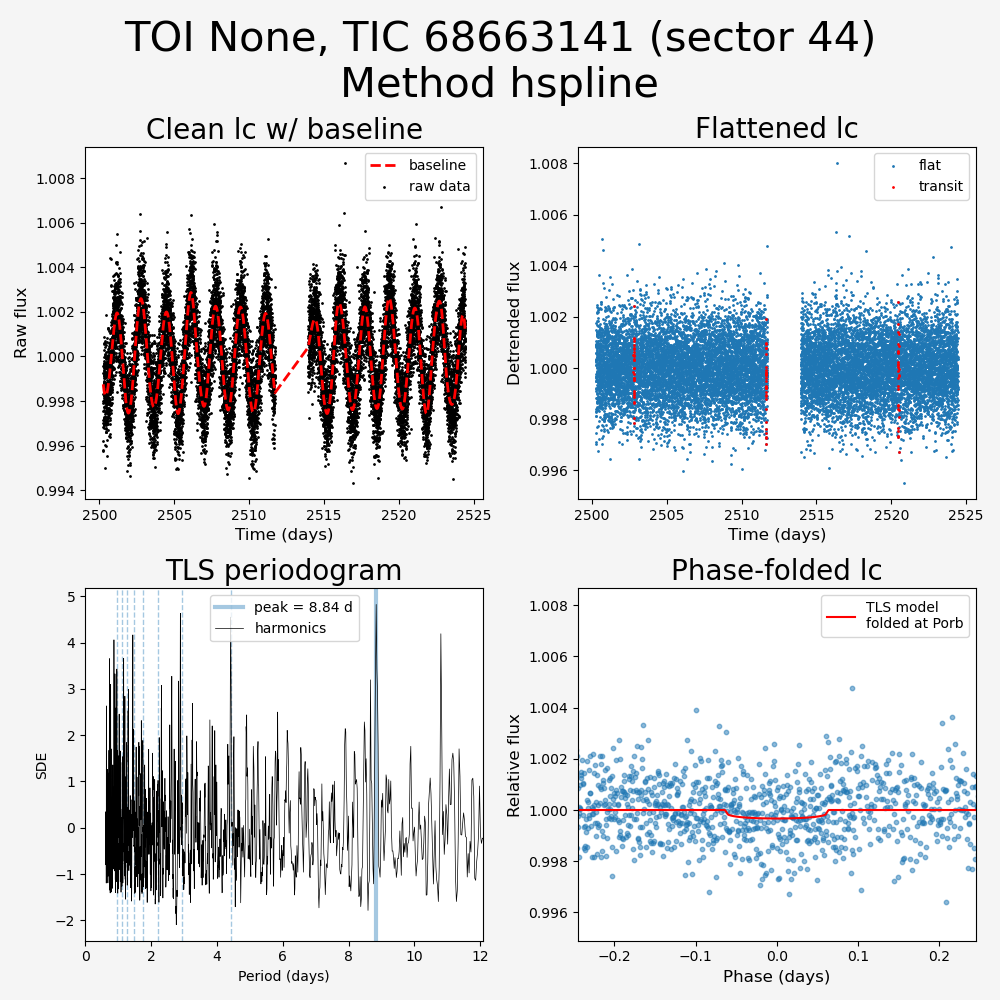 TOI None, TIC 68663141 (sector 44)
Method hspline
Clean lc w/ baseline
Flattened lc
baseline
raw data
flat
transit
1.008
1.006
1.004
1.002
1.000
0.998
0.996
0.994
Raw flux
2500
2505
2510
2515
2520
2525
Time (days)
1.008
1.006
1.004
1.002
1.000
0.998
0.996
Detrended flux
2500
2505
2510
2515
2520
2525
Time (days)
TLS periodogram
Phase-folded lc
peak = 8.84 d
harmonics
TLS model
folded at Porb
5
4
3
2
1
0
−1
−2
SDE
0
2
4
6
8
10
12
Period (days)
1.008
1.006
1.004
1.002
1.000
0.998
0.996
Relative flux
−0.2
−0.1
0.0
0.1
0.2
Phase (days)